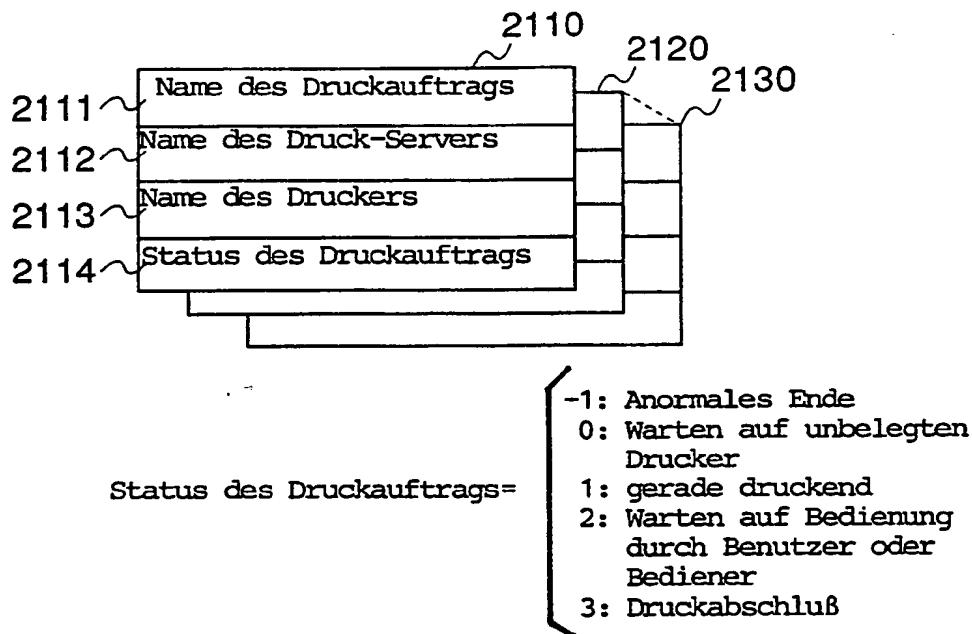 2110
2120
2130
2111
Name des Druckauftrags
2112
Name des Druck-Servers
2113
Name des Druckers
2114
Status des Druckauftrags
Status des Druckauftrags=
-1: Anormales Ende
0: Warten auf unbelegten
Drucker
1: gerade druckend
2: Warten auf Bedienung
durch Benutzer oder
Bediener
3: Druckabschluß